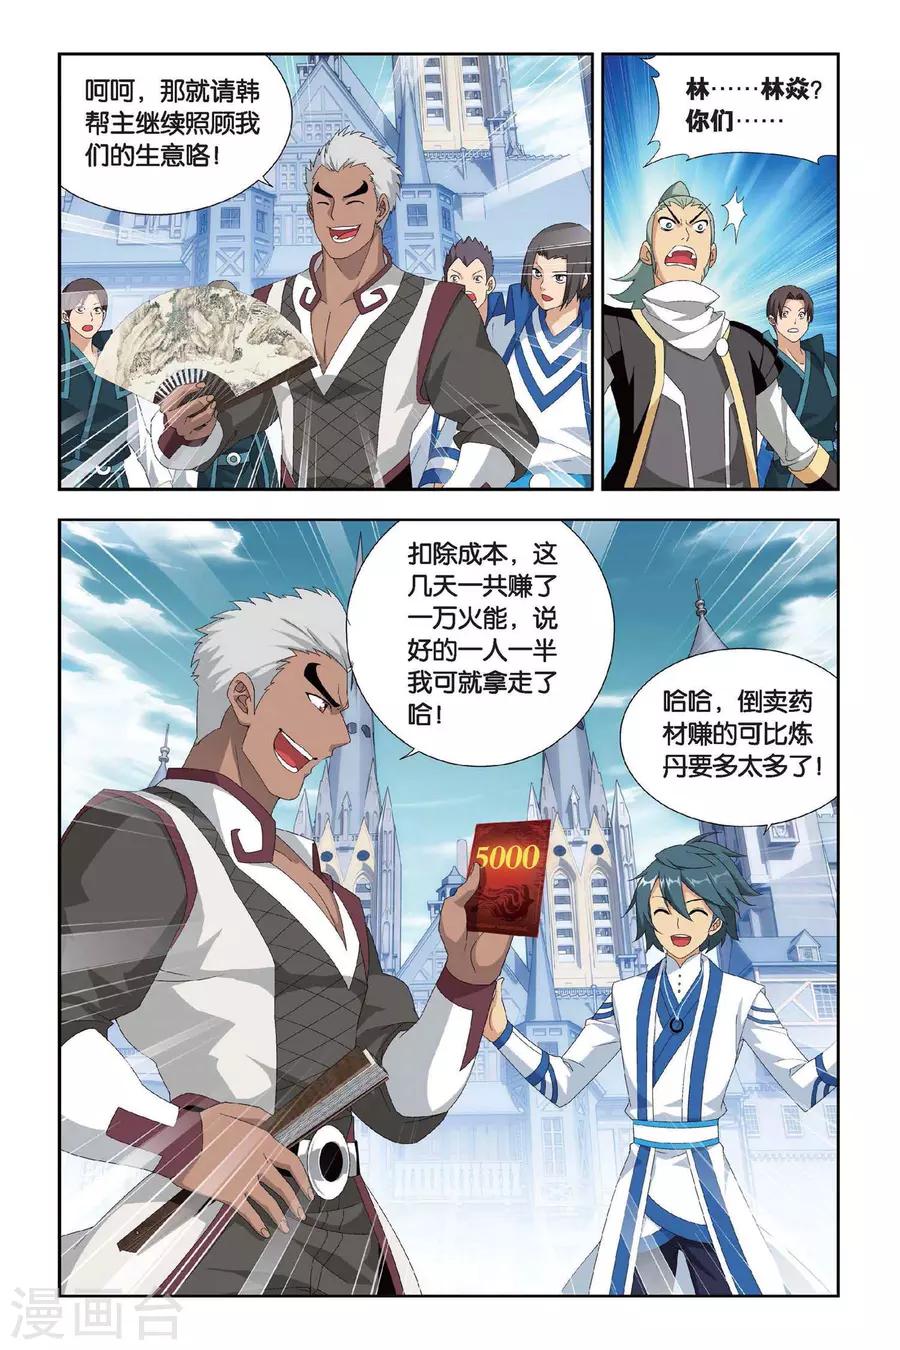 呵呵，那就请韩
帮主继续照顾我
们的生意咯！
林……林焱？
你们……
扣除成本，这
几天一共赚了
一万火能，说
好的一人一半
我可就拿走了
哈！
5000
哈哈，倒卖药
材赚的可比炼
丹要多太多了！
漫画台